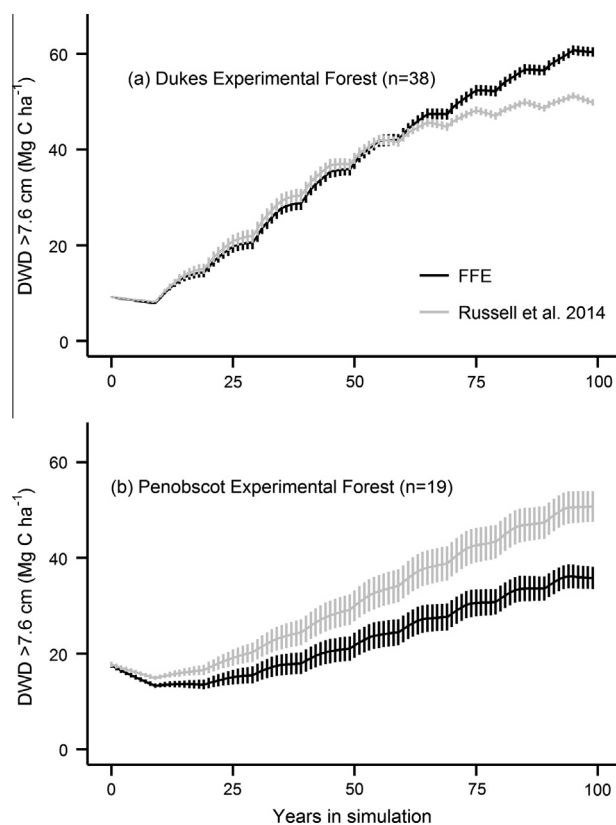 60
40
20
0
DWD >7.6 cm (Mg C ha⁻¹)
(a) Dukes Experimental Forest (n=38)
FFE
Russell et al. 2014
0 25 50 75 100
60
40
20
0
DWD >7.6 cm (Mg C ha⁻¹)
(b) Penobscot Experimental Forest (n=19)
0 25 50 75 100
Years in simulation